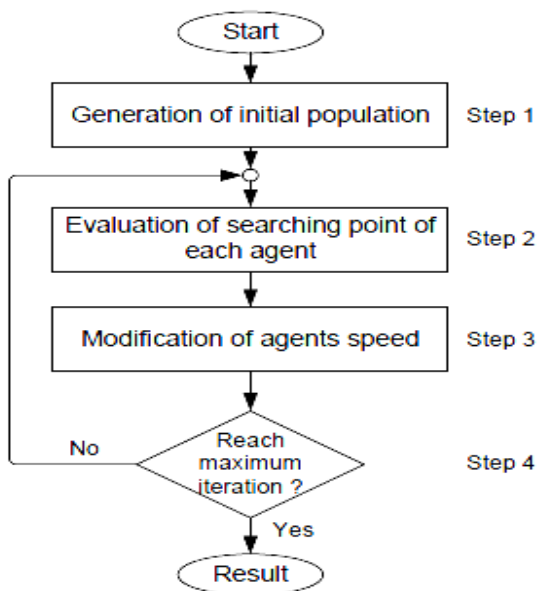 Start
Generation of initial population
Step 1
Evaluation of searching point of
each agent
Step 2
Modification of agents speed
Step 3
Reach
maximum
iteration ?
No
Step 4
Yes
Result